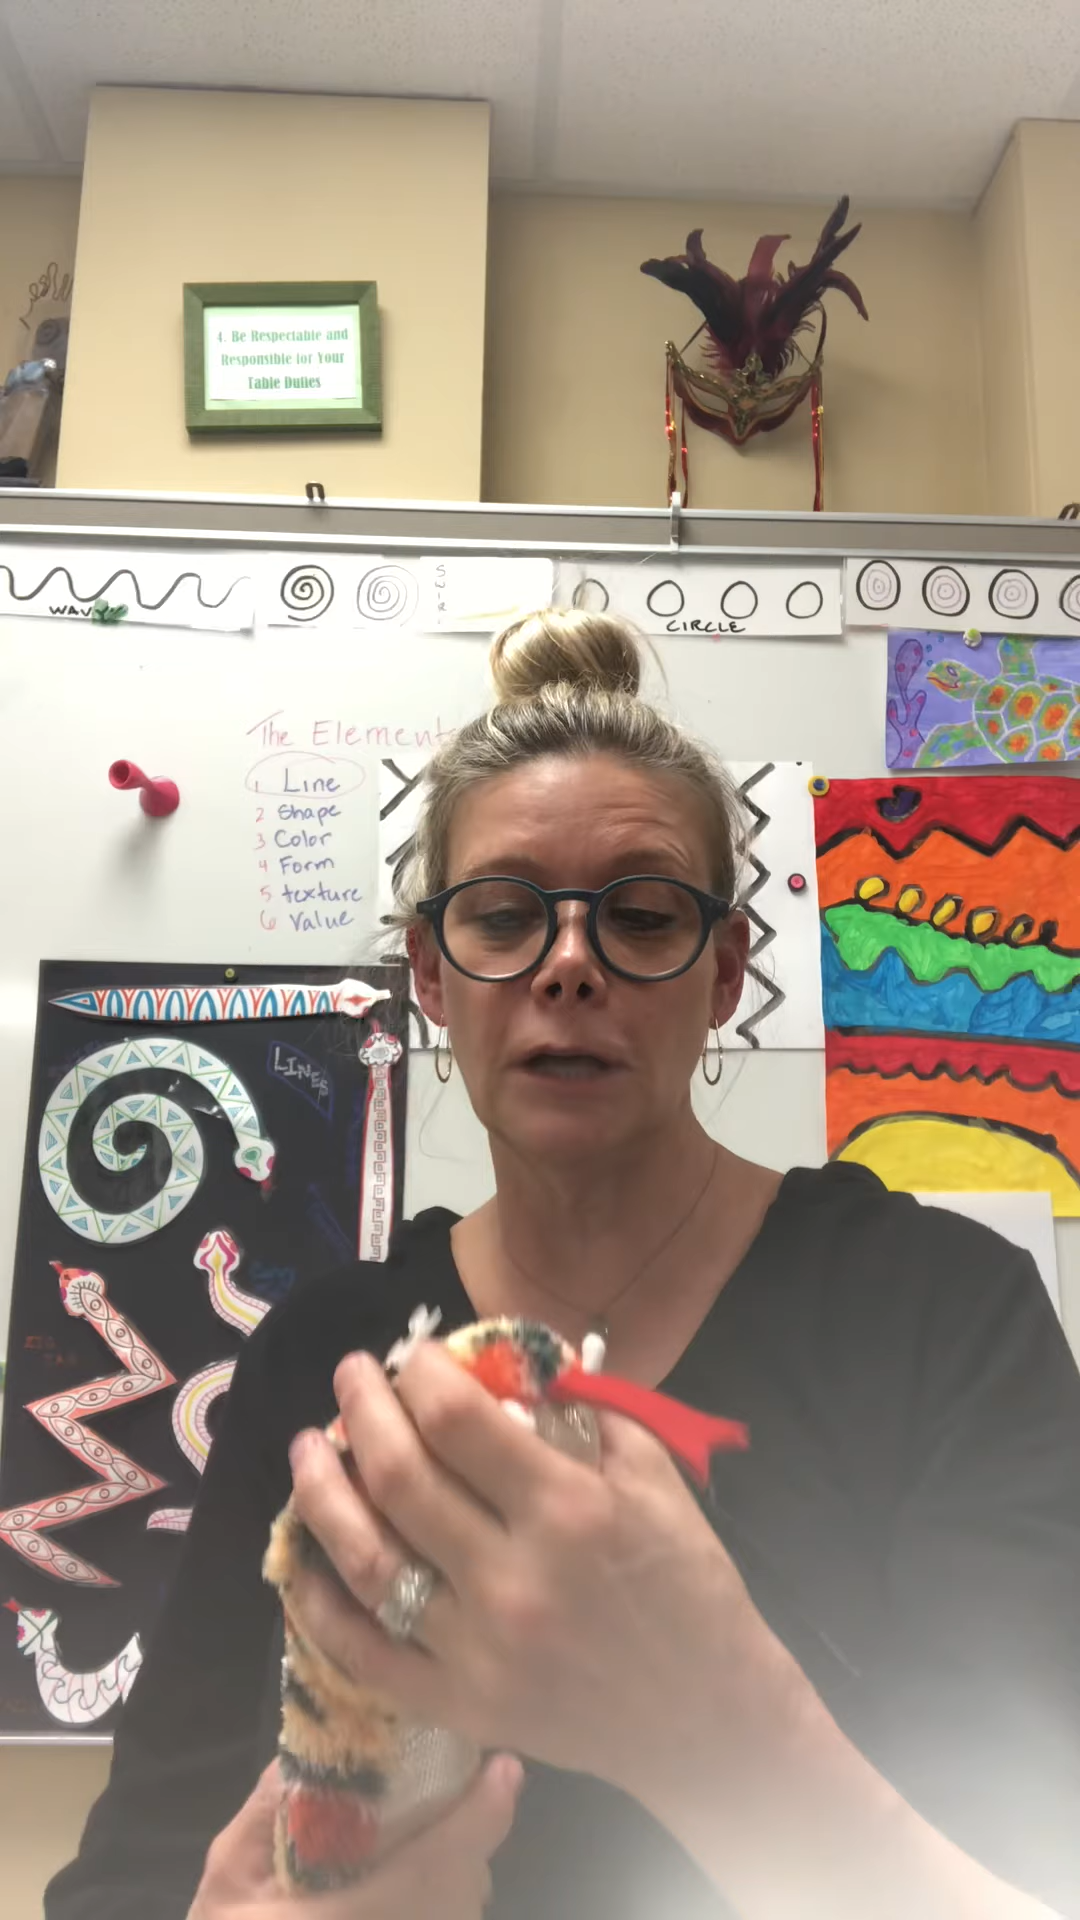 4. Be Respectable and
Responsible for Your
Table Duties
WAVY
CIRCLE
The Element
1 Line
2 Shape
3 Color
4 Form
5 texture
6 Value
LINES